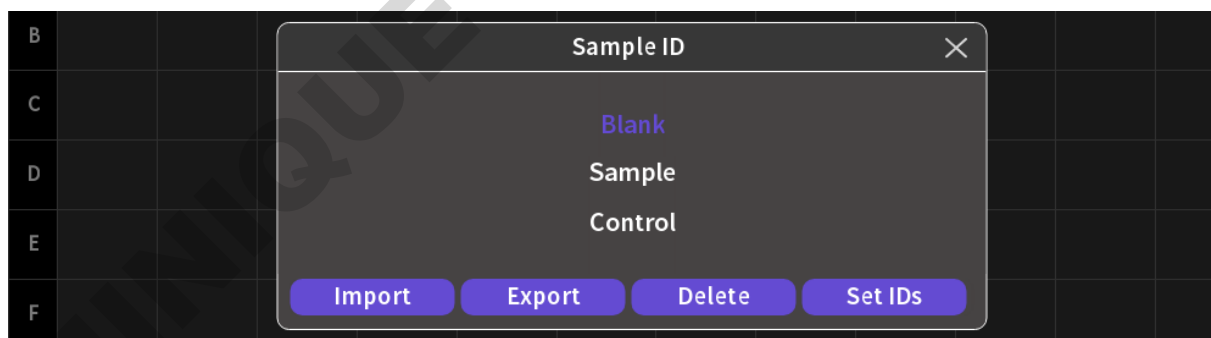 B
Sample ID
C
Blank
D
Sample
E
Control
Import Export Delete Set IDs
F
UNIQUE